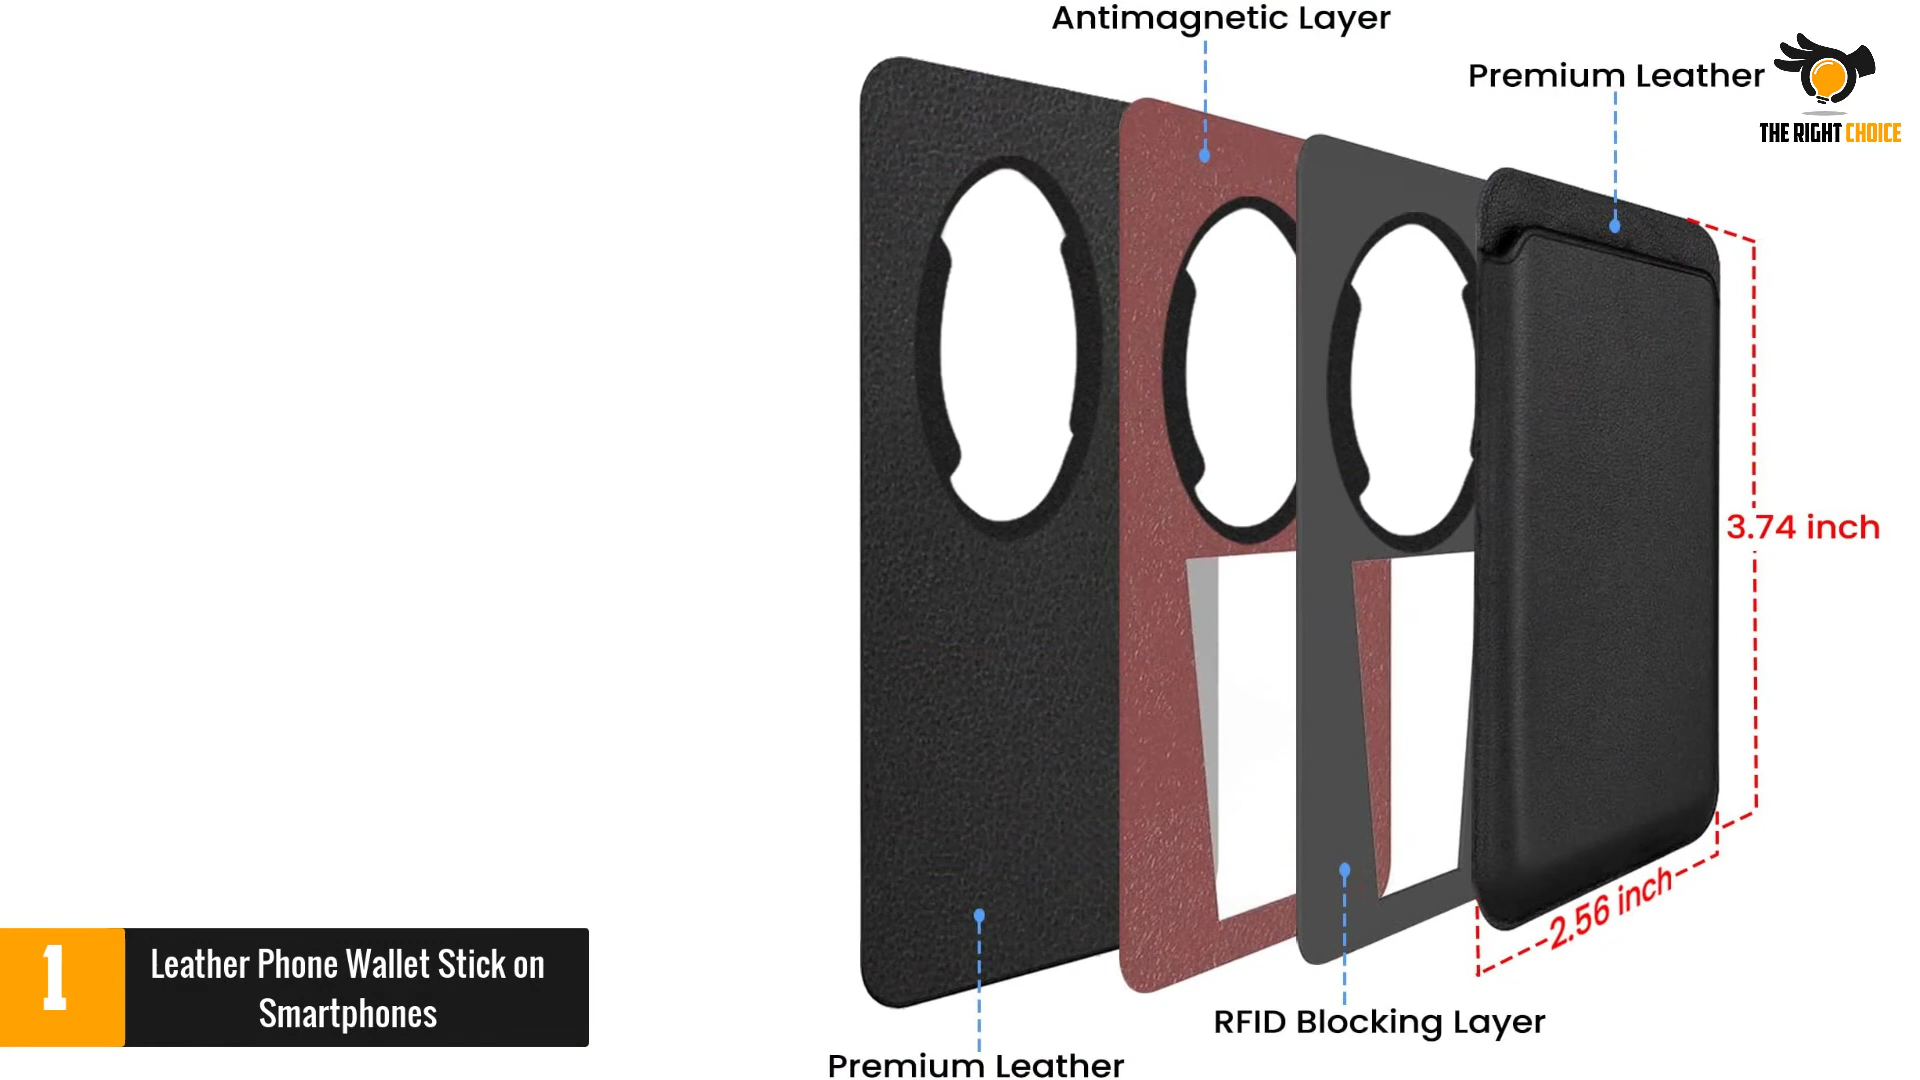 Antimagnetic Layer
Premium Leather
THE RIGHT CHOICE
3.74 inch
2.56 inch
1
Leather Phone Wallet Stick on
Smartphones
RFID Blocking Layer
Premium Leather